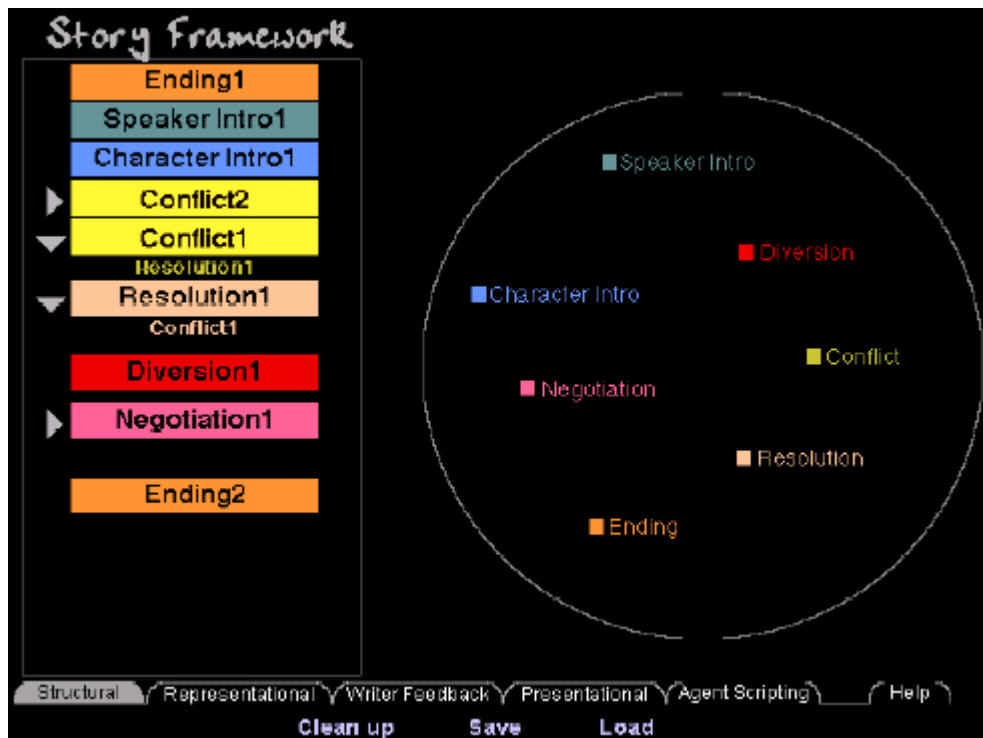 Story Framework
Ending1
Speaker Intro1
Character Intro1
Conflict2
Conflict1
Resolution1
Resolution1
Conflict1
Diversion1
Negotiation1
Ending2
Speaker Intro
Diversion
Character Intro
Conflict
Negotiation
Resolution
Ending
Structural Representational Writer Feedback Presentational Agent Scripting Help
Clean up Save Load